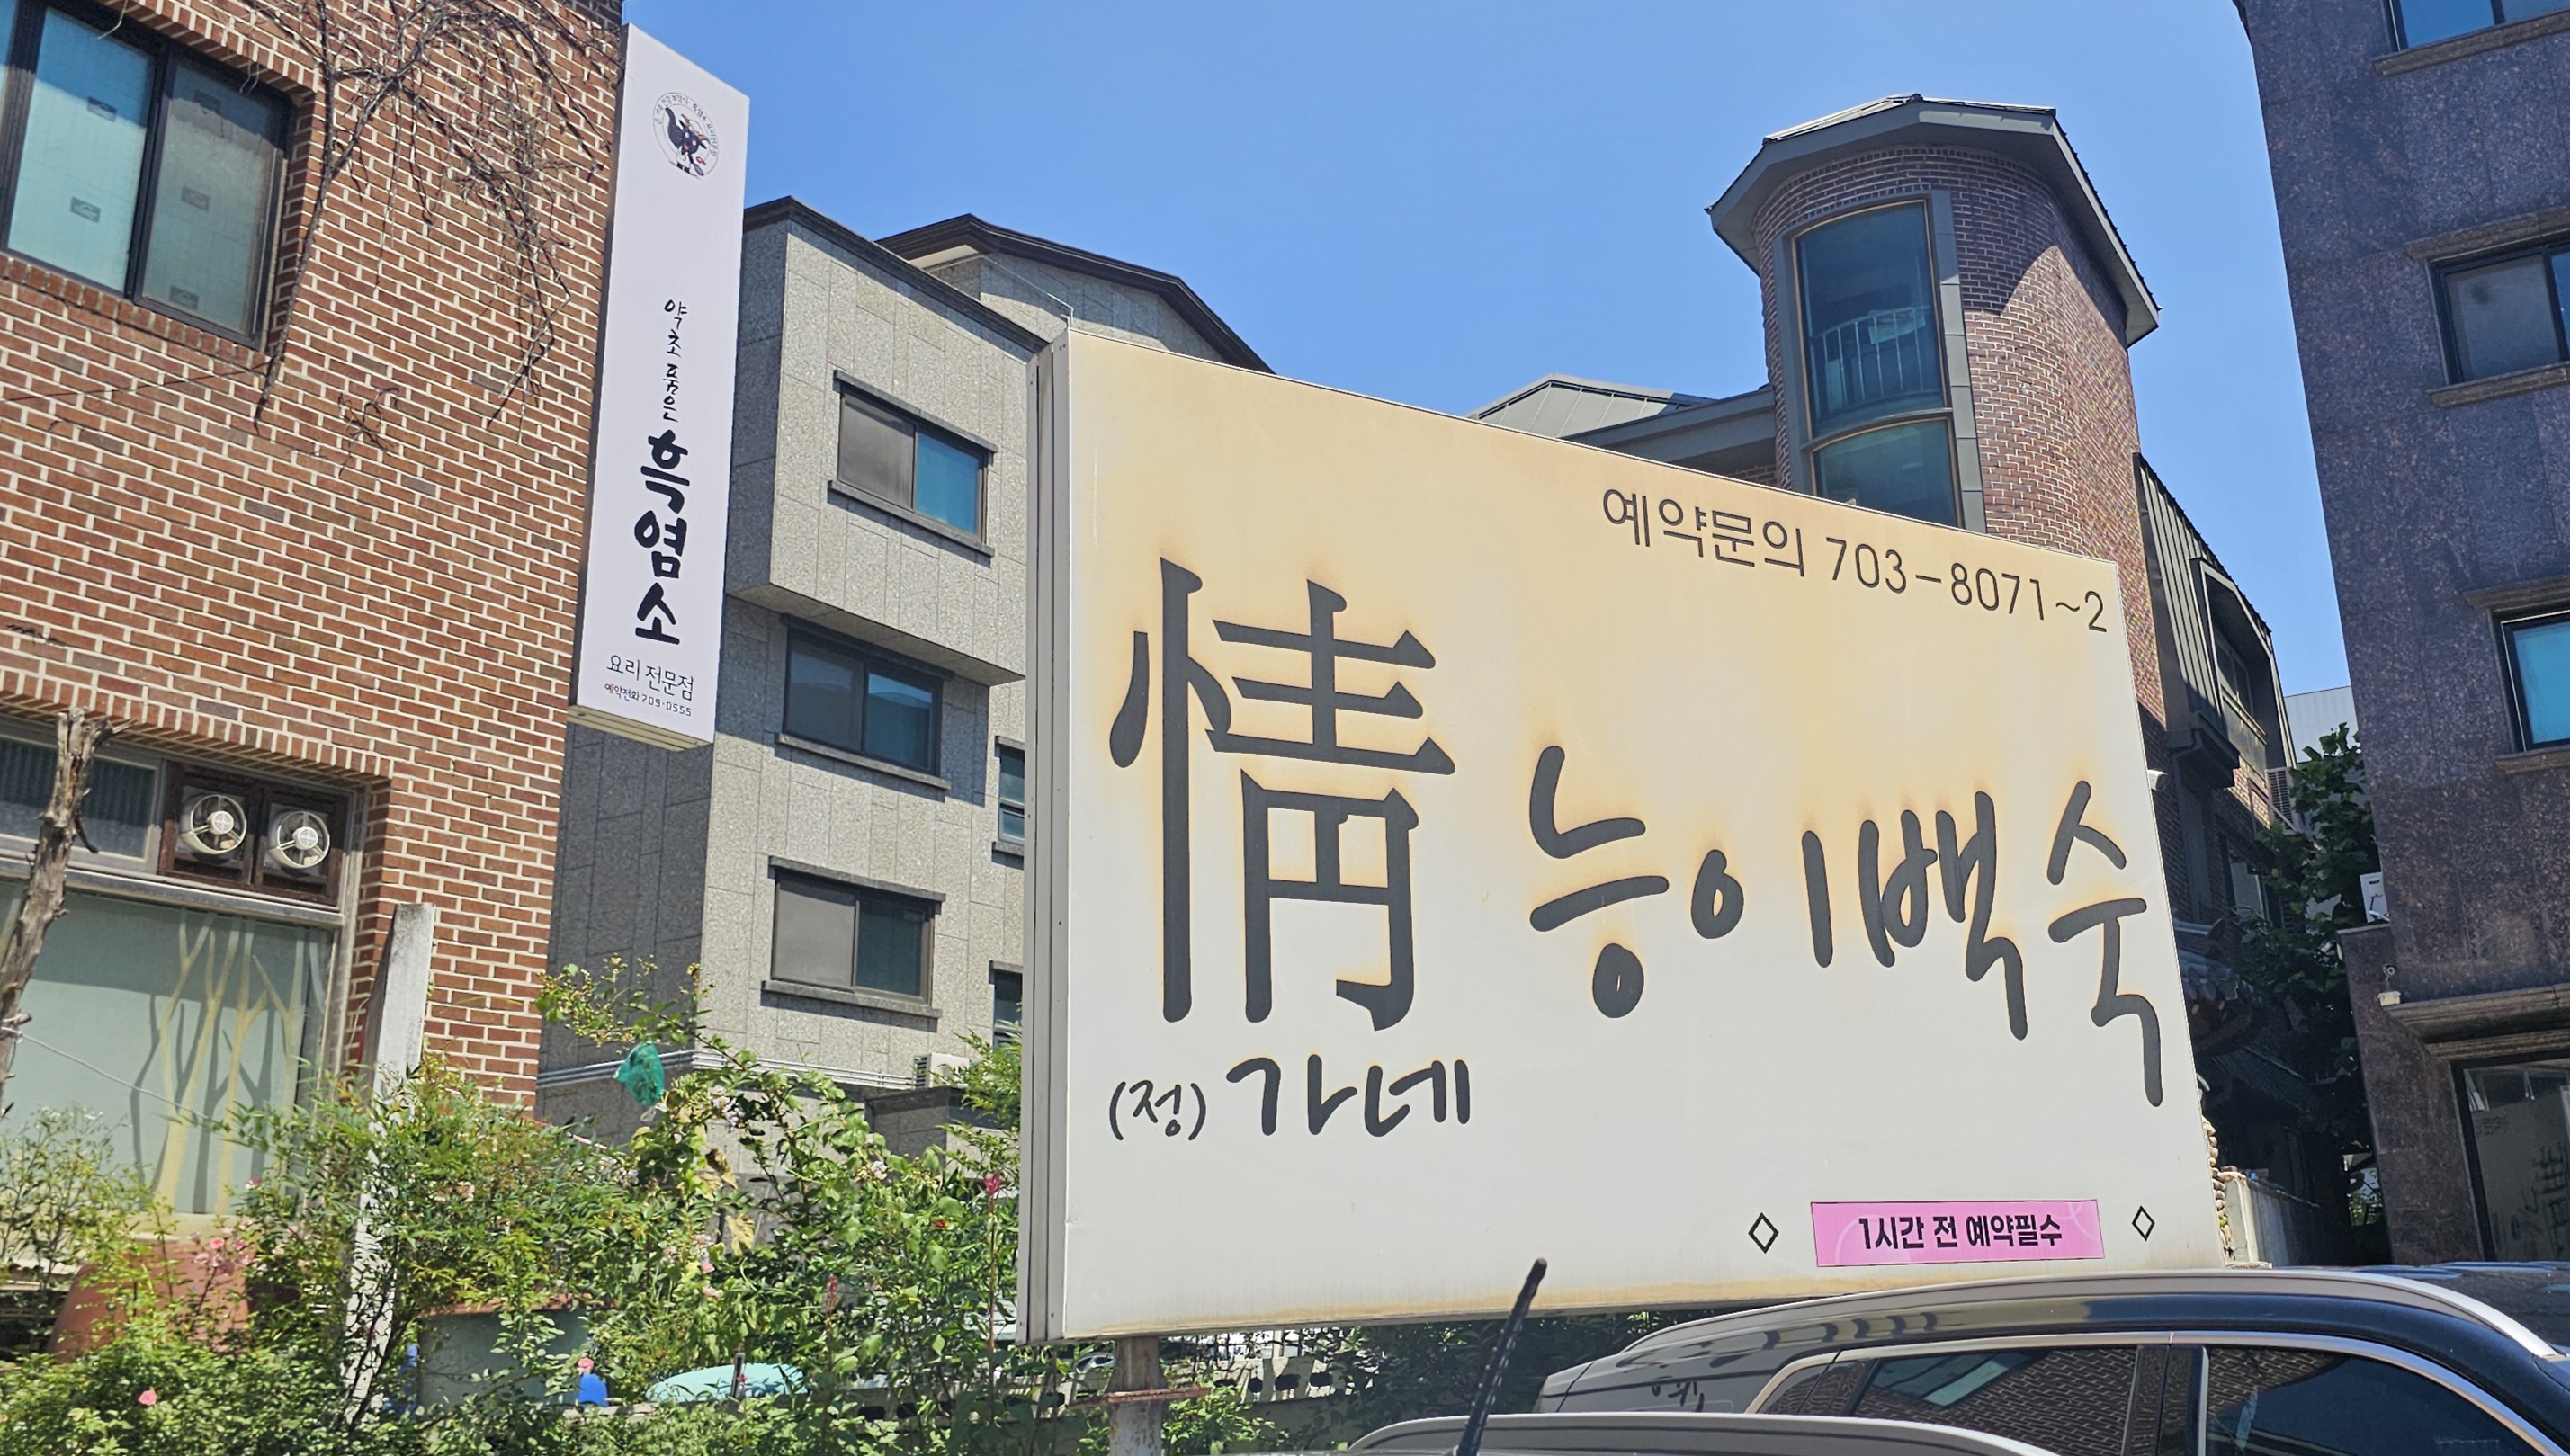 약초 품은
흑염소
요리 전문점
예약전화 709·0555
예약문의 703-8071~2
情
능이백숙
(정)가네
1시간 전 예약필수